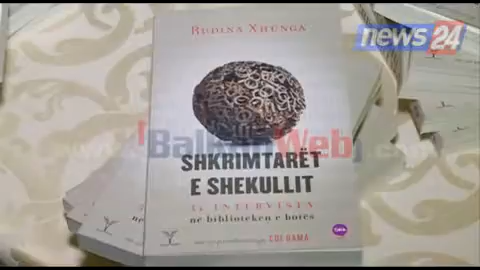 RUDINA XHUNGA
news24
BalkanWeb
SHKRIMTARËT
E SHEKULLIT
INTERVISTA
në bibliotekën e botës
EDI RAMA